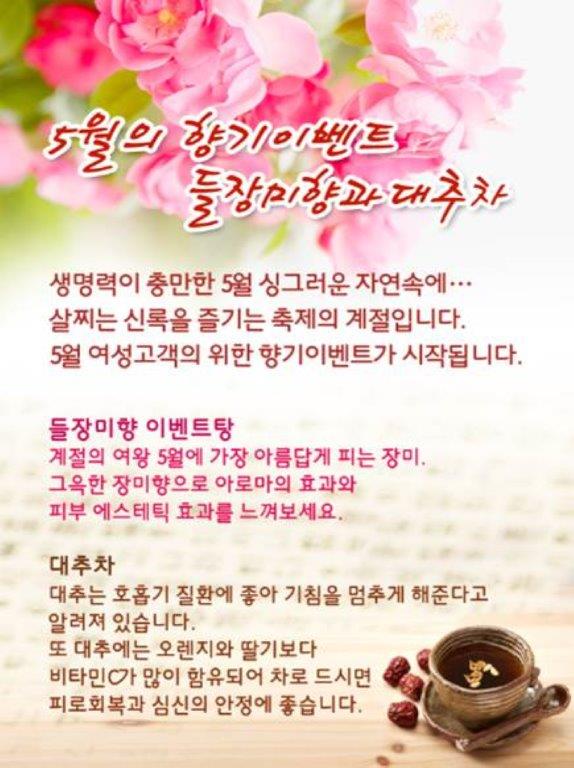 5월의 향기이벤트
들장미향과 대추차
생명력이 충만한 5월 싱그러운 자연속에…
살찌는 신록을 즐기는 축제의 계절입니다.
5월 여성고객의 위한 향기이벤트가 시작됩니다.
들장미향 이벤트탕
계절의 여왕 5월에 가장 아름답게 피는 장미.
그윽한 장미향으로 아로마의 효과와
피부 에스테틱 효과를 느껴보세요.
대추차
대추는 호흡기 질환에 좋아 기침을 멈추게 해준다고
알려져 있습니다.
또 대추에는 오렌지와 딸기보다
비타민C가 많이 함유되어 차로 드시면
피로회복과 심신의 안정에 좋습니다.